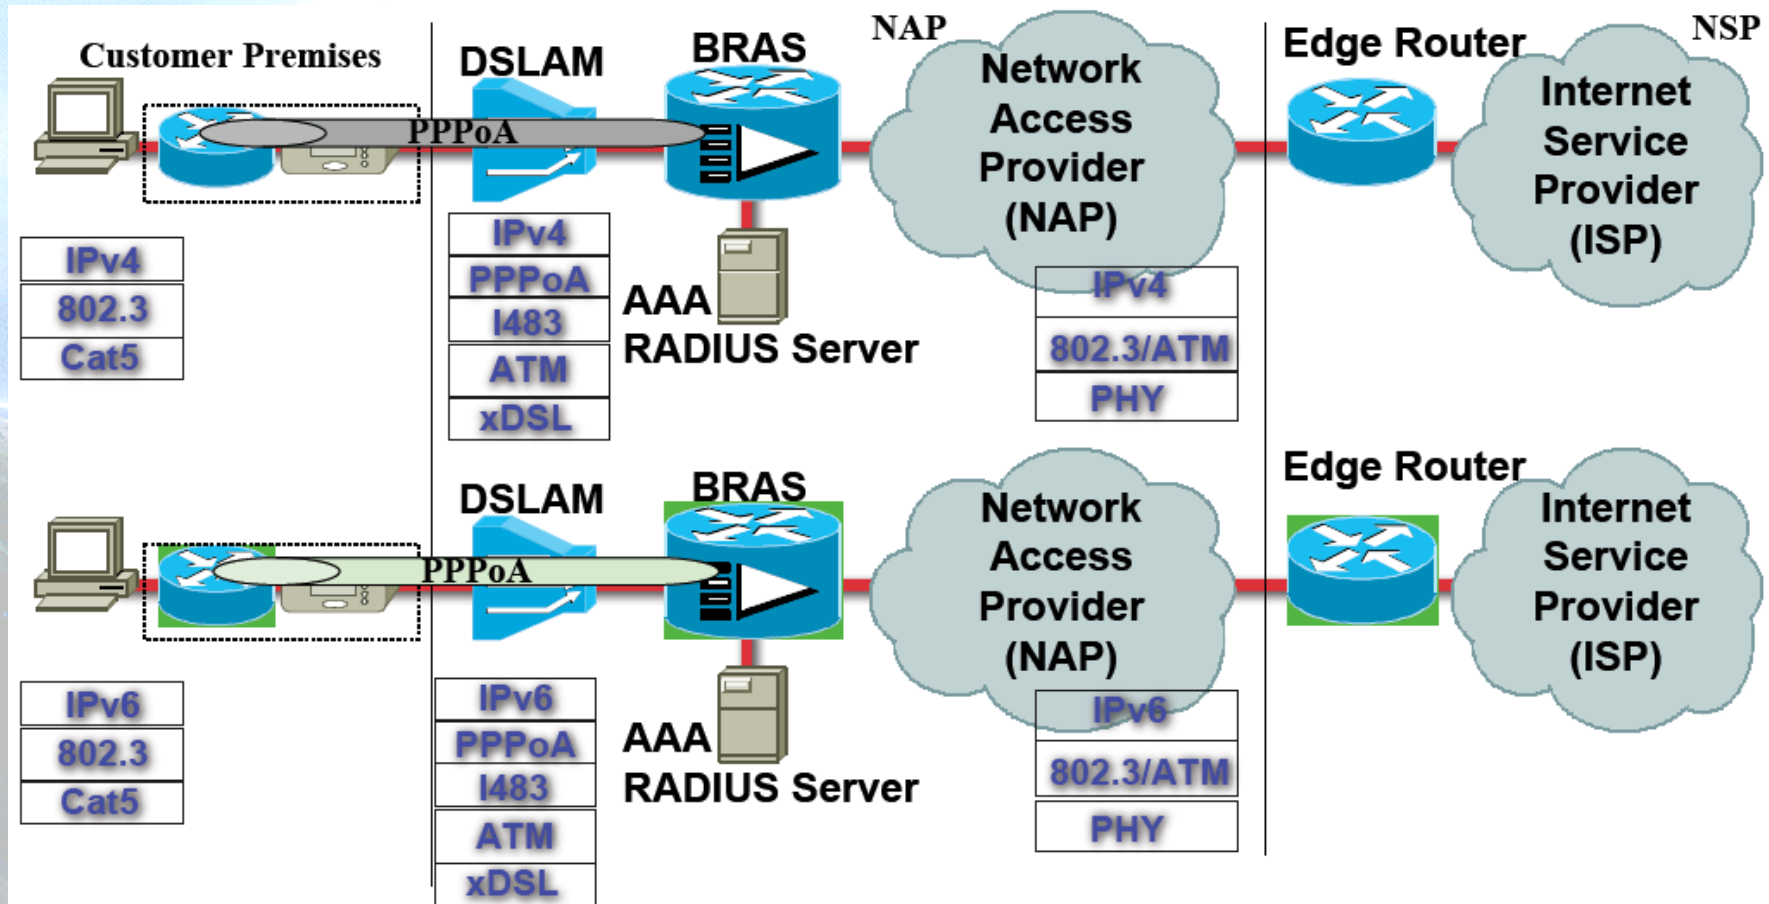 NAP
NSP
Customer Premises
DSLAM
BRAS
Edge Router
Network
Access
Provider
(NAP)
Internet
Service
Provider
(ISP)
PPPoA
IPv4
802.3
Cat5
IPv4
PPPoA
I483
ATM
xDSL
AAA
RADIUS Server
IPv4
802.3/ATM
PHY
DSLAM
BRAS
Edge Router
Network
Access
Provider
(NAP)
Internet
Service
Provider
(ISP)
PPPoA
IPv6
802.3
Cat5
IPv6
PPPoA
I483
ATM
xDSL
AAA
RADIUS Server
IPv6
802.3/ATM
PHY